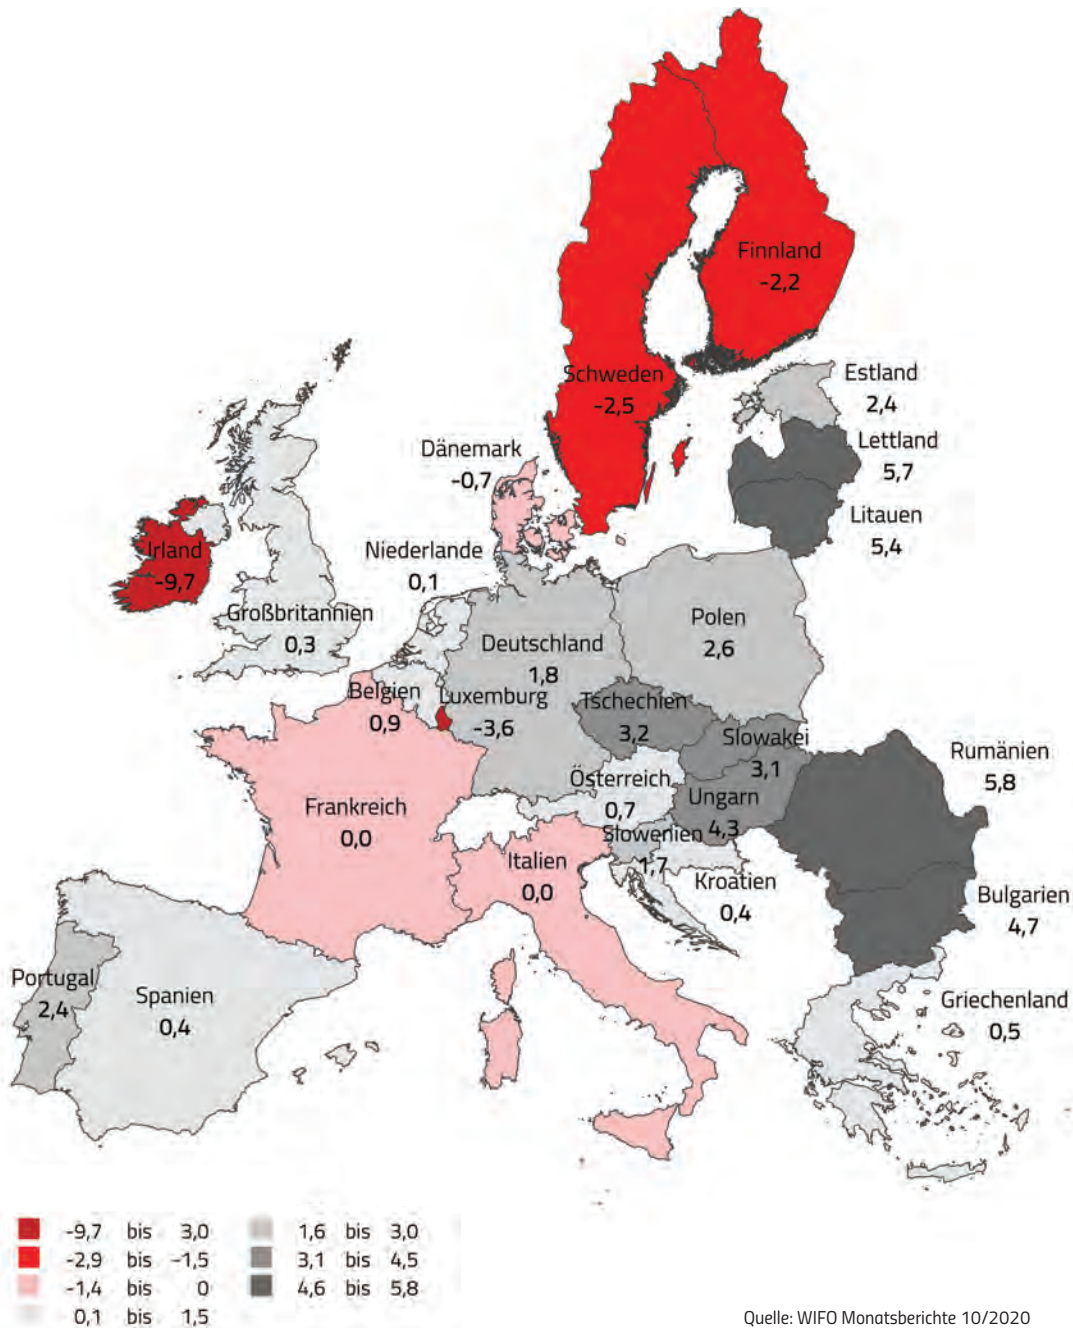 Finnland
-2,2
Schweden
-2,5
Estland
2,4
Lettland
5,7
Litauen
5,4
Dänemark
-0,7
Irland
-9,7
Niederlande
0,1
Großbritannien
0,3
Deutschland
1,8
Polen
2,6
Belgien
0,9
Luxemburg
-3,6
Tschechien
3,2
Slowakei
3,1
Österreich
0,7
Ungarn
4,3
Rumänien
5,8
Frankreich
0,0
Italien
0,0
Slowenien
1,7
Kroatien
0,4
Bulgarien
4,7
Portugal
2,4
Spanien
0,4
Griechenland
0,5
-9,7 bis 3,0
-2,9 bis -1,5
-1,4 bis 0
0,1 bis 1,5
1,6 bis 3,0
3,1 bis 4,5
4,6 bis 5,8
Quelle: WIFO Monatsberichte 10/2020